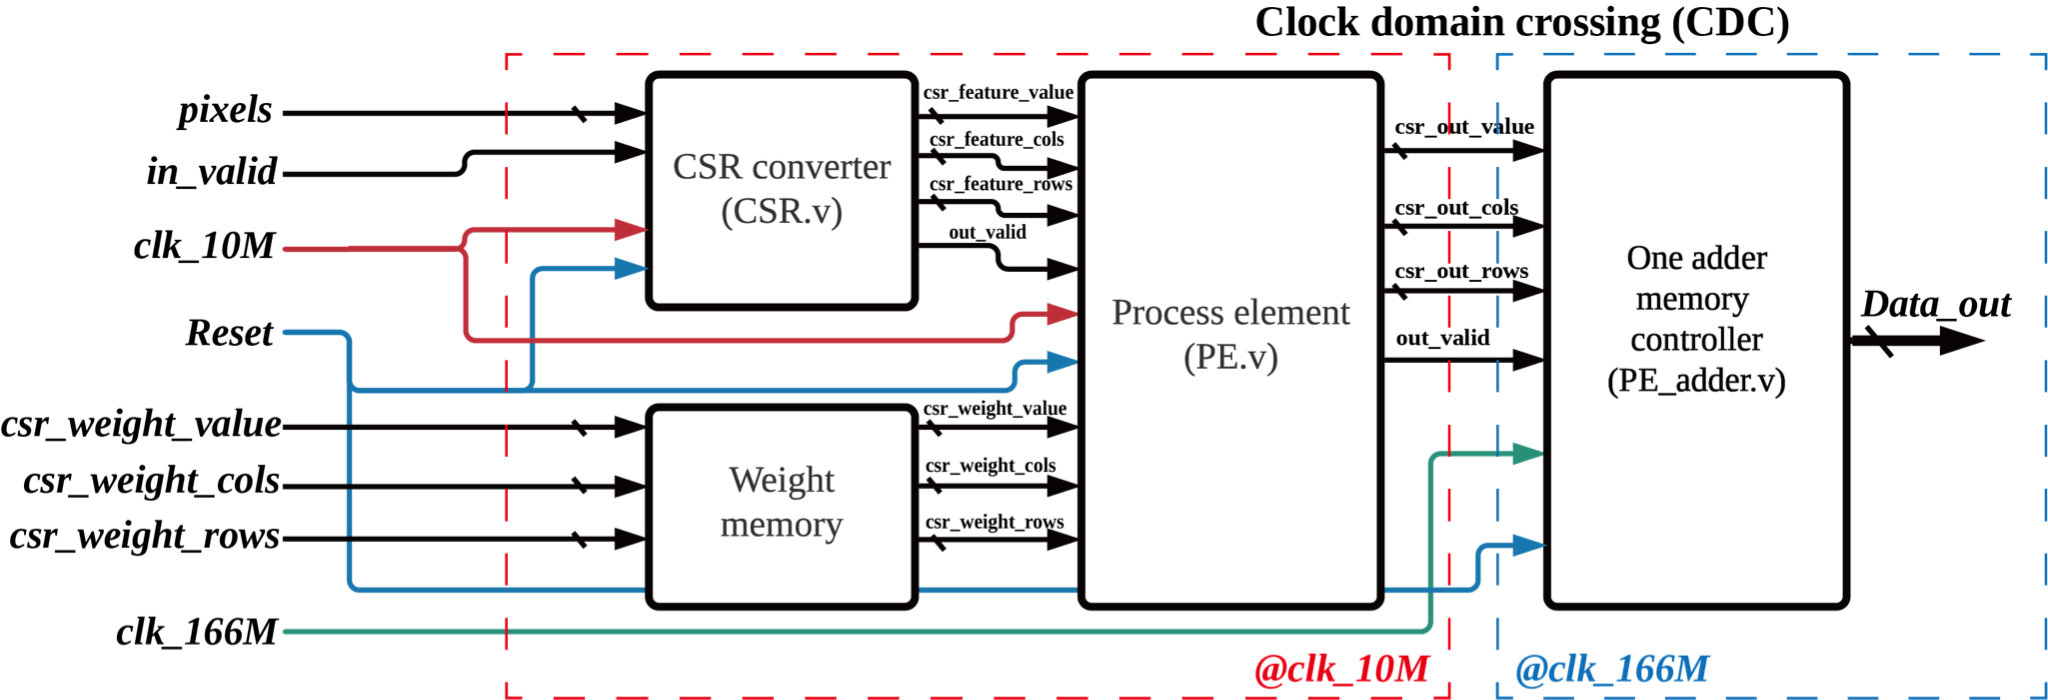 Clock domain crossing (CDC)
pixels
in_valid
clk_10M
Reset
csr_weight_value
csr_weight_cols
csr_weight_rows
clk_166M
CSR converter
(CSR.v)
Weight
memory
csr_feature_value
csr_feature_cols
csr_feature_rows
out_valid
csr_weight_value
csr_weight_cols
csr_weight_rows
Process element
(PE.v)
csr_out_value
csr_out_cols
csr_out_rows
out_valid
One adder
memory
controller
(PE_adder.v)
Data_out
@clk_10M
@clk_166M